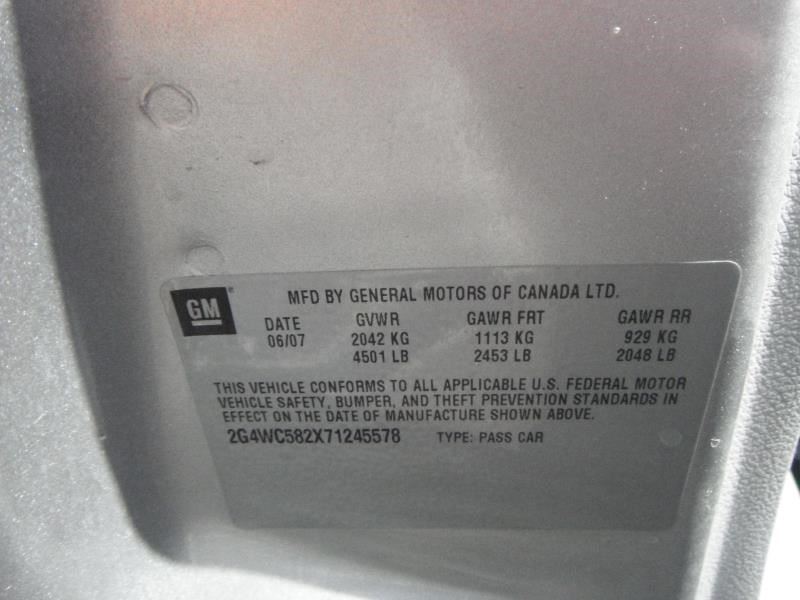 GM®
MFD BY GENERAL MOTORS OF CANADA LTD.
DATE GVWR GAWR FRT GAWR RR
06/07 2042 KG 1113 KG 929 KG
4501 LB 2453 LB 2048 LB
THIS VEHICLE CONFORMS TO ALL APPLICABLE U.S. FEDERAL MOTOR
VEHICLE SAFETY, BUMPER, AND THEFT PREVENTION STANDARDS IN
EFFECT ON THE DATE OF MANUFACTURE SHOWN ABOVE.
2G4WC582X71245578 TYPE: PASS CAR